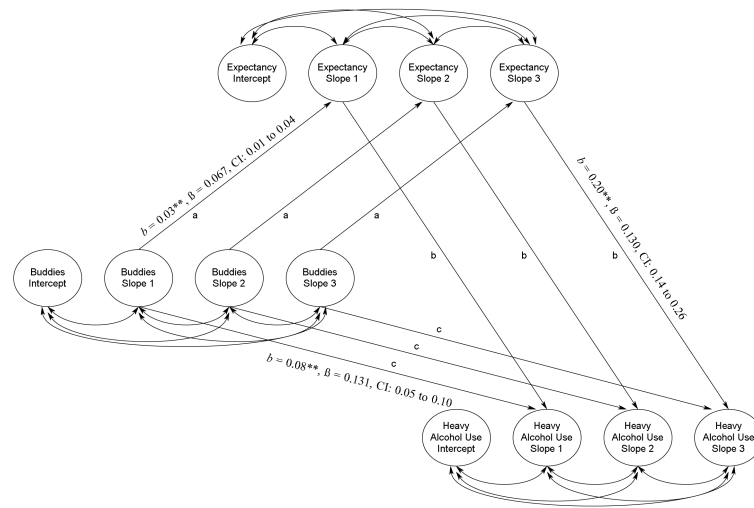 Expectancy
Intercept
Expectancy
Slope 1
Expectancy
Slope 2
Expectancy
Slope 3
b = 0.03**, ß = 0.067, CI: 0.01 to 0.04
a
a
a
b = 0.20**, ß = 0.130, CI: 0.14 to 0.26
b
b
b
Buddies
Intercept
Buddies
Slope 1
Buddies
Slope 2
Buddies
Slope 3
c
c
c
b = 0.08**, ß = 0.131, CI: 0.05 to 0.10
Heavy
Alcohol Use
Intercept
Heavy
Alcohol Use
Slope 1
Heavy
Alcohol Use
Slope 2
Heavy
Alcohol Use
Slope 3